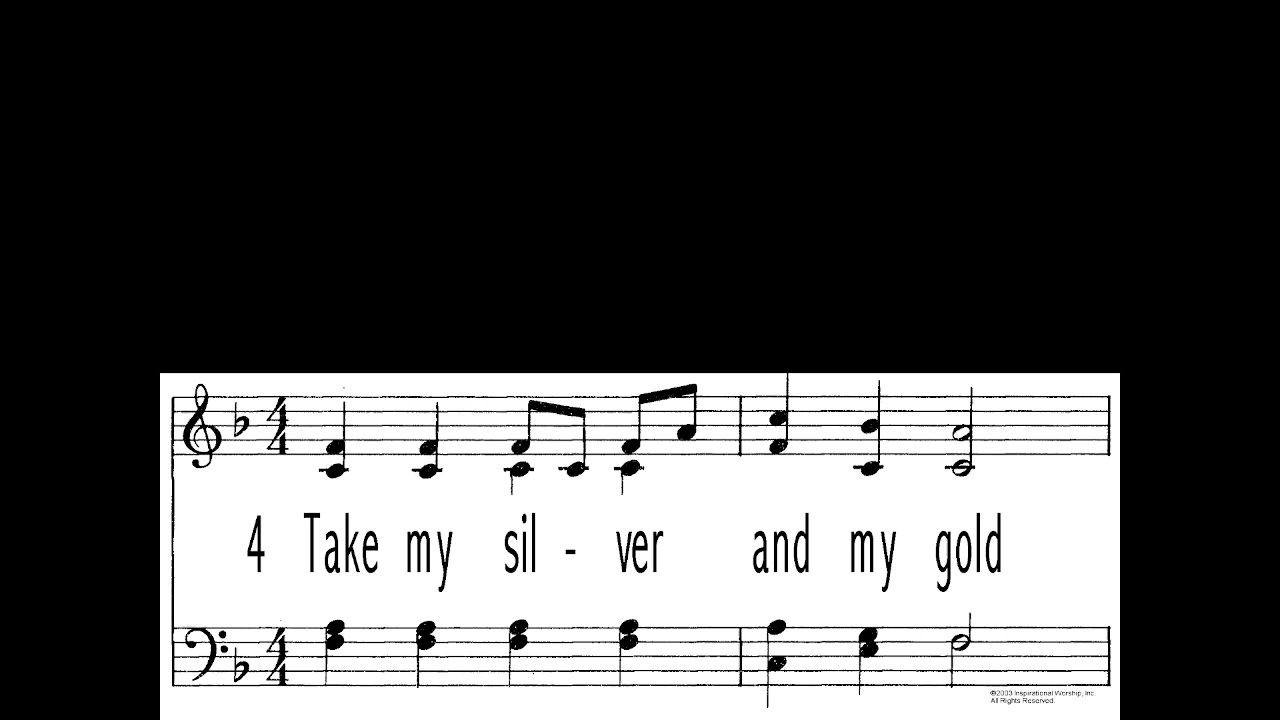 4 Take my sil - ver and my gold
©2003 Inspirational Worship, Inc.
All Rights Reserved.